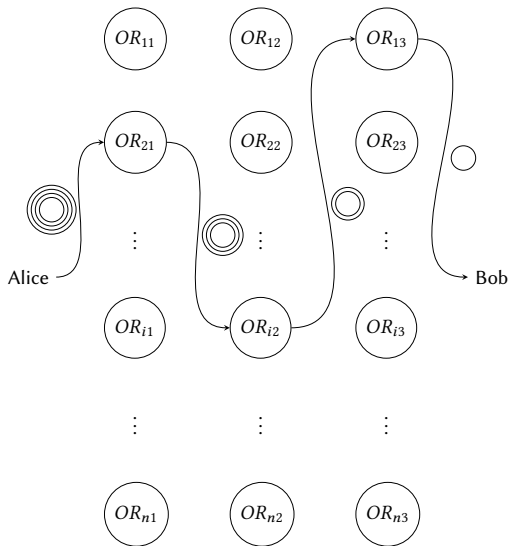 OR₁₁ OR₁₂ OR₁₃
OR₂₁ OR₂₂ OR₂₃
⋮ ⋮ ⋮
Alice Bob
ORᵢ₁ ORᵢ₂ ORᵢ₃
⋮ ⋮ ⋮
ORₙ₁ ORₙ₂ ORₙ₃